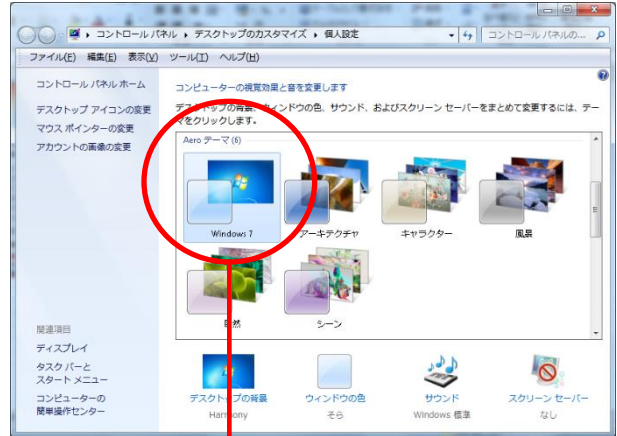 コントロール パネル ▸ デスクトップのカスタマイズ ▸ 個人設定
コントロール パネルの...
ファイル(F) 編集(E) 表示(V) ツール(T) ヘルプ(H)
コントロール パネル ホーム
デスクトップ アイコンの変更
マウス ポインターの変更
アカウントの画像の変更
コンピューターの視覚効果と音を変更します
デスクトップの背景、ウィンドウの色、サウンド、およびスクリーン セーバーをまとめて変更するには、テー
マをクリックします。
Aero テーマ (6)
Windows 7
アーキテクチャ
キャラクター
風景
自然
シーン
関連項目
ディスプレイ
タスク バーと
スタート メニュー
コンピューターの
簡単操作センター
デスクトップの背景
Harmony
ウィンドウの色
そら
サウンド
Windows 標準
スクリーン セーバー
なし